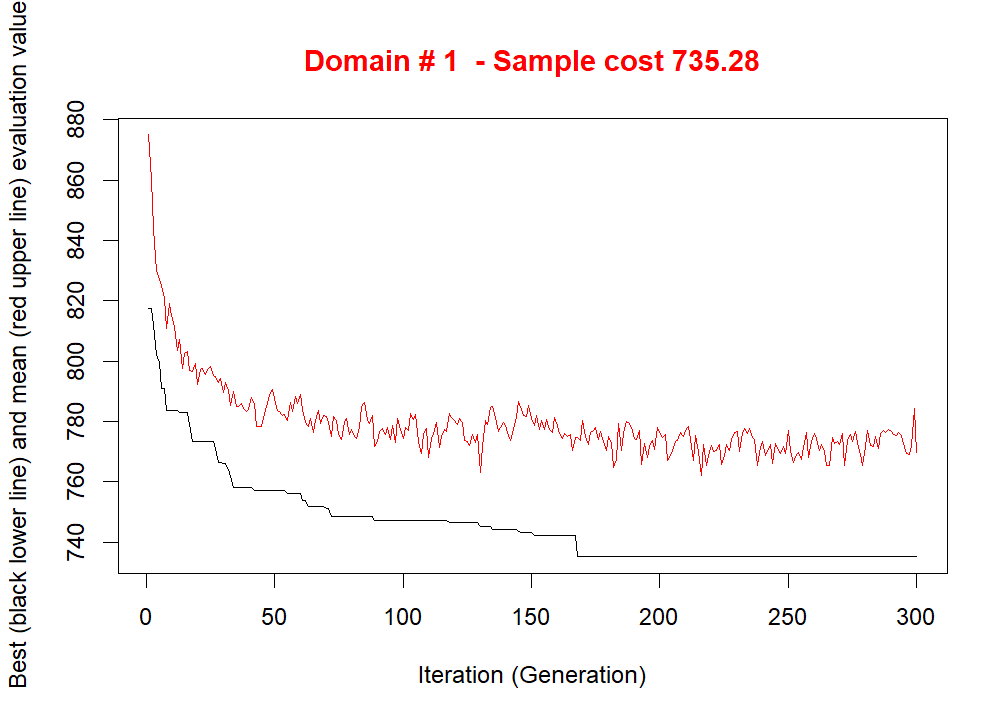 Domain # 1  - Sample cost 735.28
Best (black lower line) and mean (red upper line) evaluation value
880
860
840
820
800
780
760
740
0 50 100 150 200 250 300
Iteration (Generation)